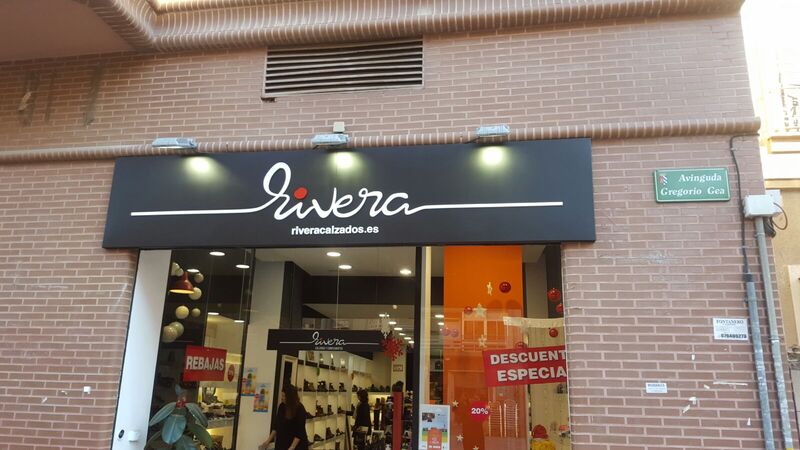 rivera
riveracalzados.es
Avinguda
Gregorio Gea
rivera
REBAJAS
DESCUENT
ESPECIA
20%
FONTANERO